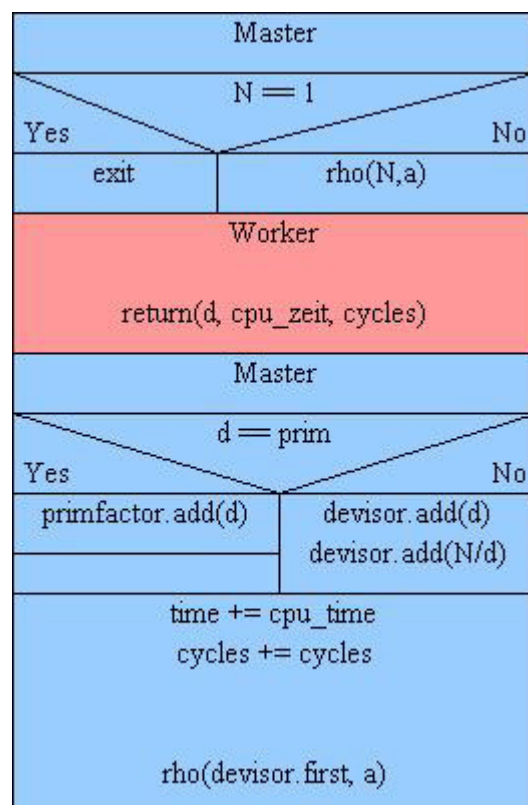 Master
N == 1
Yes No
exit rho(N,a)
Worker
return(d, cpu_zeit, cycles)
Master
d == prim
Yes No
primfactor.add(d) devisor.add(d)
devisor.add(N/d)
time += cpu_time
cycles += cycles
rho(devisor.first, a)